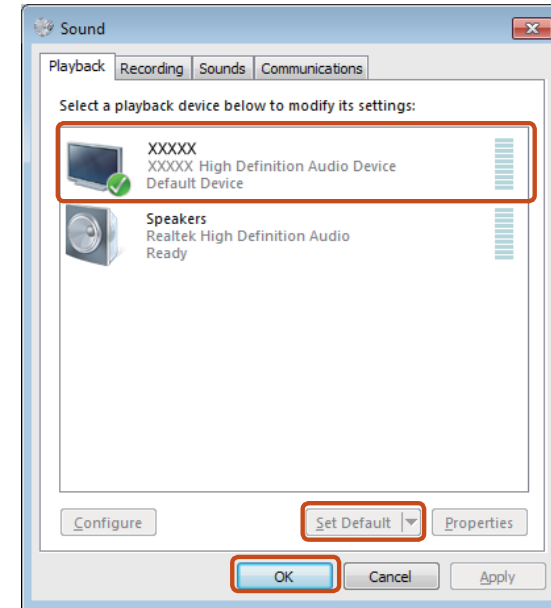 Sound
Playback Recording Sounds Communications
Select a playback device below to modify its settings:
XXXXX
XXXXX High Definition Audio Device
Default Device
Speakers
Realtek High Definition Audio
Ready
Configure Set Default Properties
OK Cancel Apply